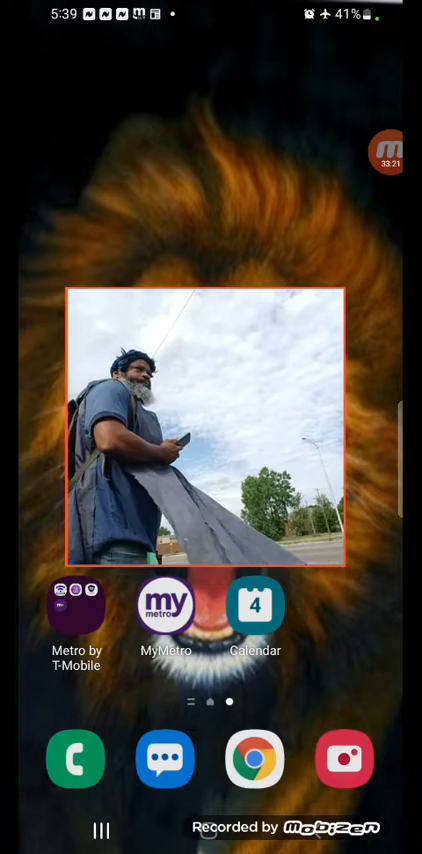 5:39
41%
33:21
my
metro
4
Metro by
T-Mobile
MyMetro
Calendar
Recorded by Mobizen